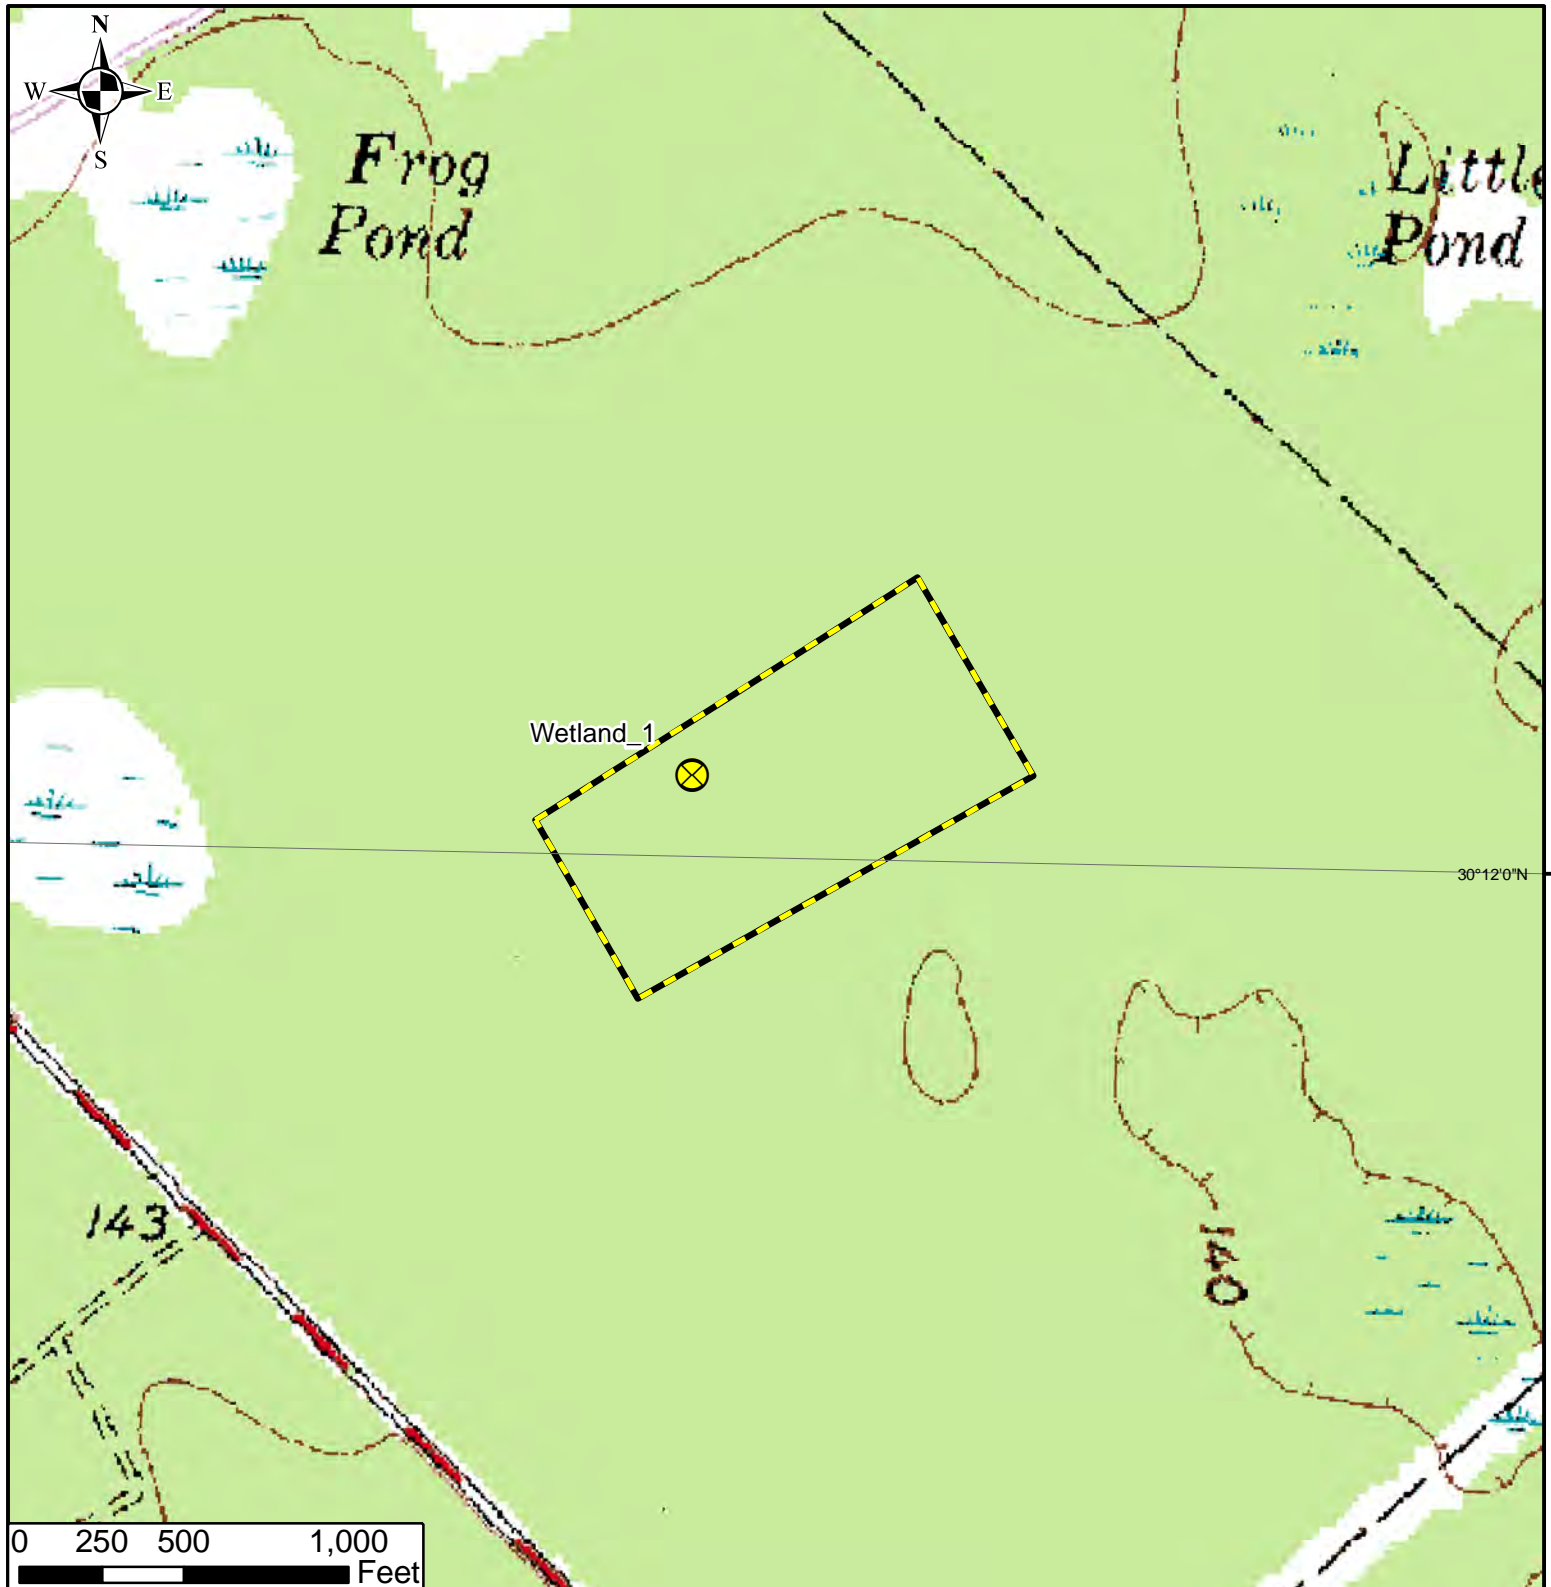 N
W E
S
Frog
Pond
Little
Pond
Wetland_1
30°12'0"N
143
140
0 250 500 1,000
Feet